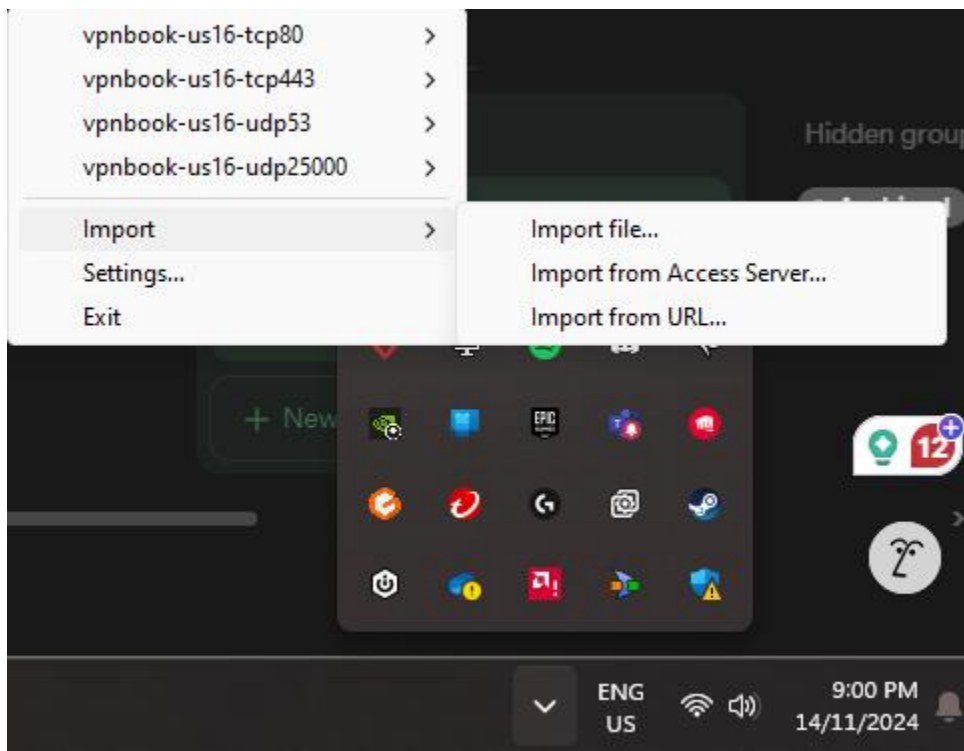 vpnbook-us16-tcp80
vpnbook-us16-tcp443
vpnbook-us16-udp53
vpnbook-us16-udp25000
Hidden group
Import
Import file...
Settings...
Import from Access Server...
Exit
Import from URL...
+ New
EPIC
12
ENG
US
9:00 PM
14/11/2024